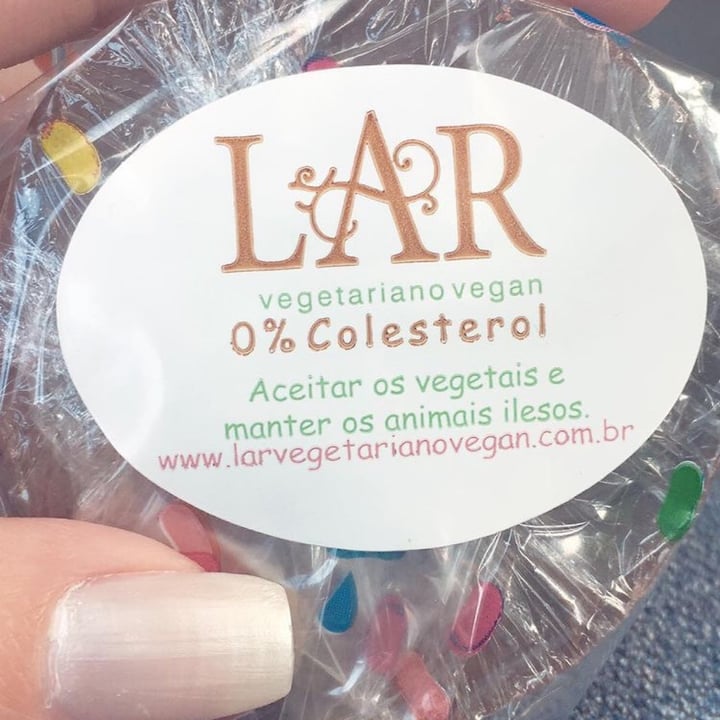 LAR
vegetariano vegan
0% Colesterol
Aceitar os vegetais e
manter os animais ilesos.
www.larvegetarianovegan.com.br